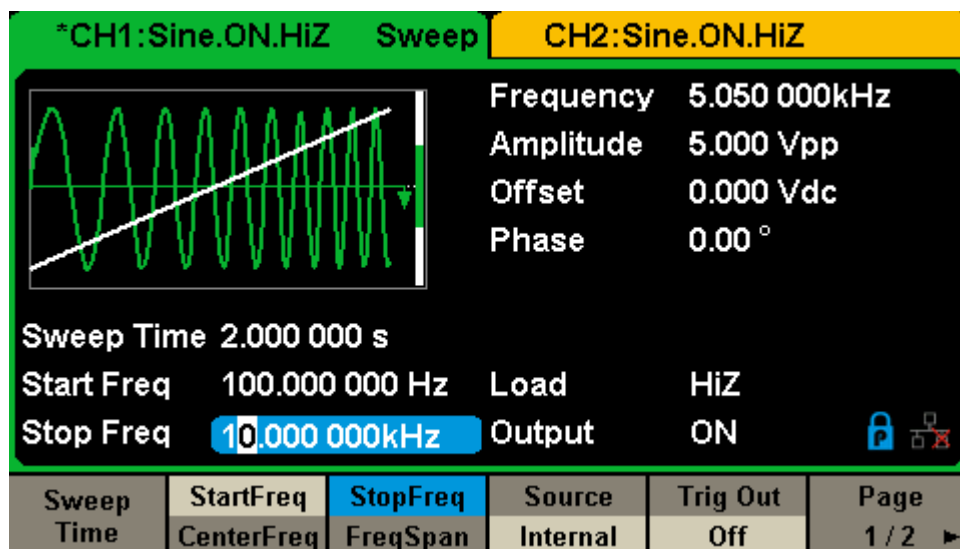 *CH1:Sine.ON.HiZ Sweep CH2:Sine.ON.HiZ
Frequency 5.050 000kHz
Amplitude 5.000 Vpp
Offset 0.000 Vdc
Phase 0.00 °
Sweep Time 2.000 000 s
Start Freq 100.000 000 Hz Load HiZ
Stop Freq 10.000 000kHz Output ON P
Sweep Time StartFreq StopFreq Source Trig Out Page
CenterFreq FreqSpan Internal Off 1 / 2 ►